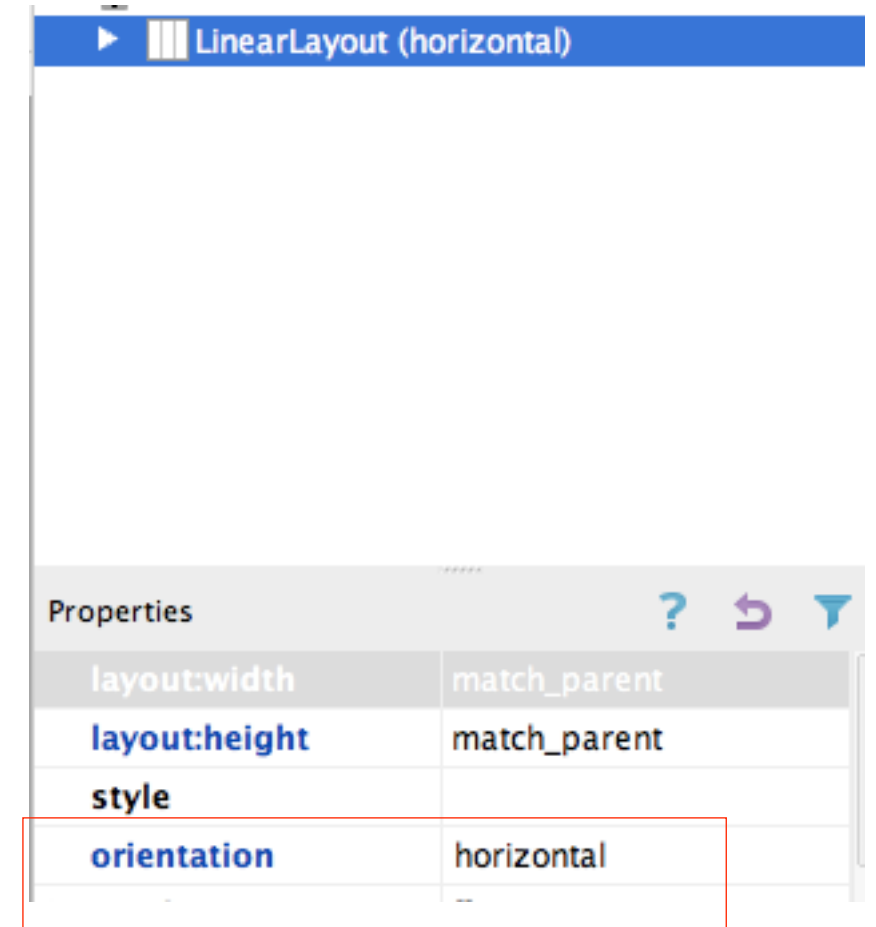 LinearLayout (horizontal)
Properties ?
layout:width match_parent
layout:height match_parent
style
orientation horizontal